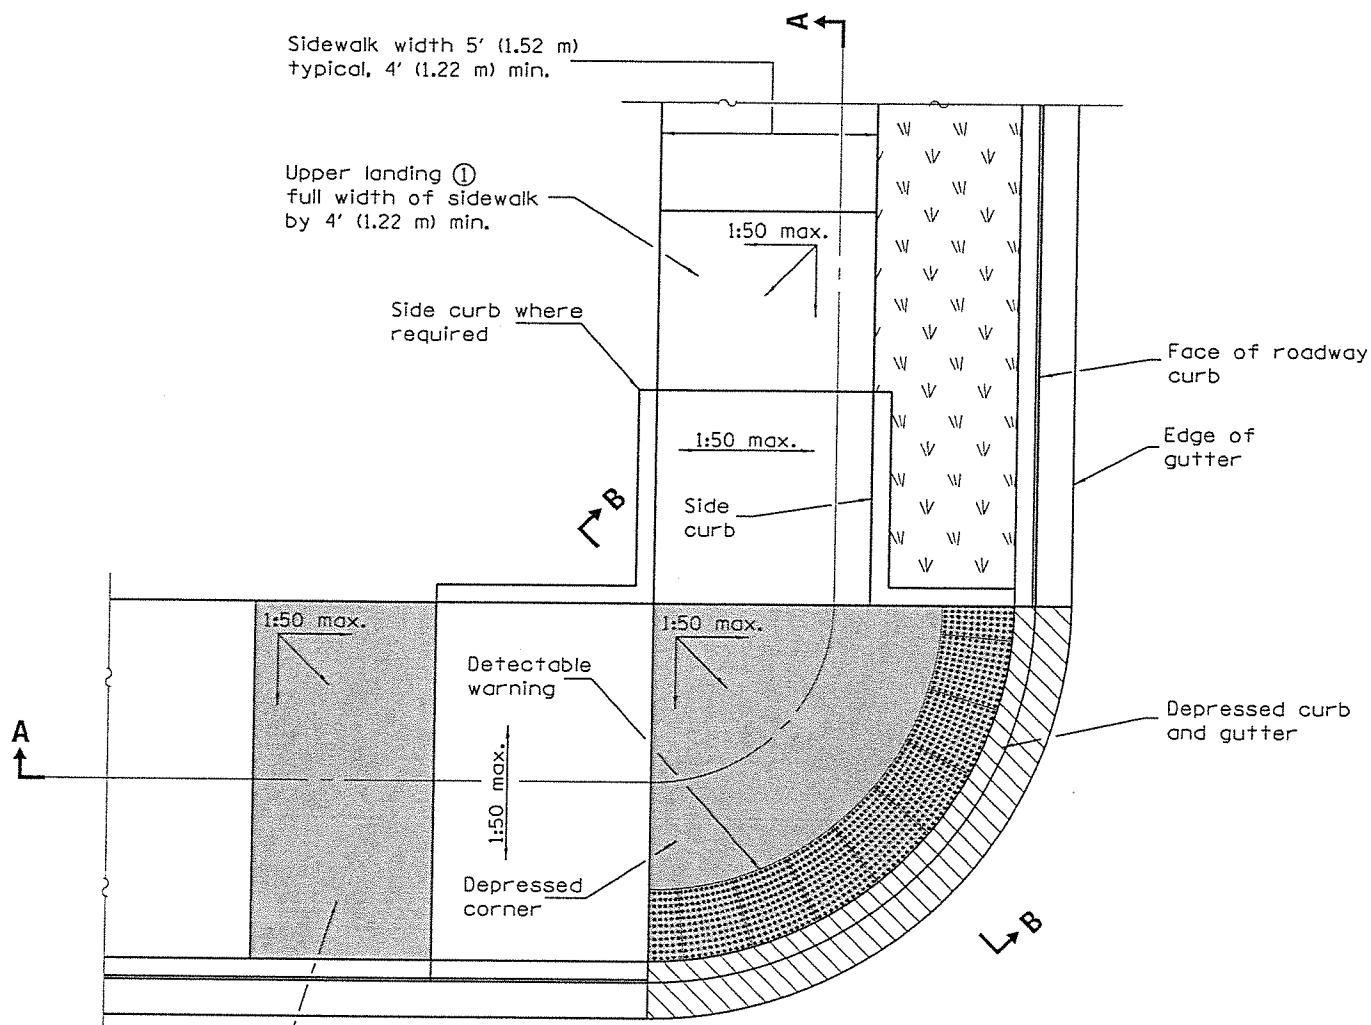 A
Sidewalk width 5' (1.52 m)
typical, 4' (1.22 m) min.
Upper landing ①
full width of sidewalk
by 4' (1.22 m) min.
1:50 max.
Side curb where
required
Face of roadway
curb
1:50 max.
Edge of
gutter
B
Side
curb
1:50 max.
1:50 max.
Detectable
warning
Depressed curb
and gutter
A
1:50 max.
Depressed
corner
B